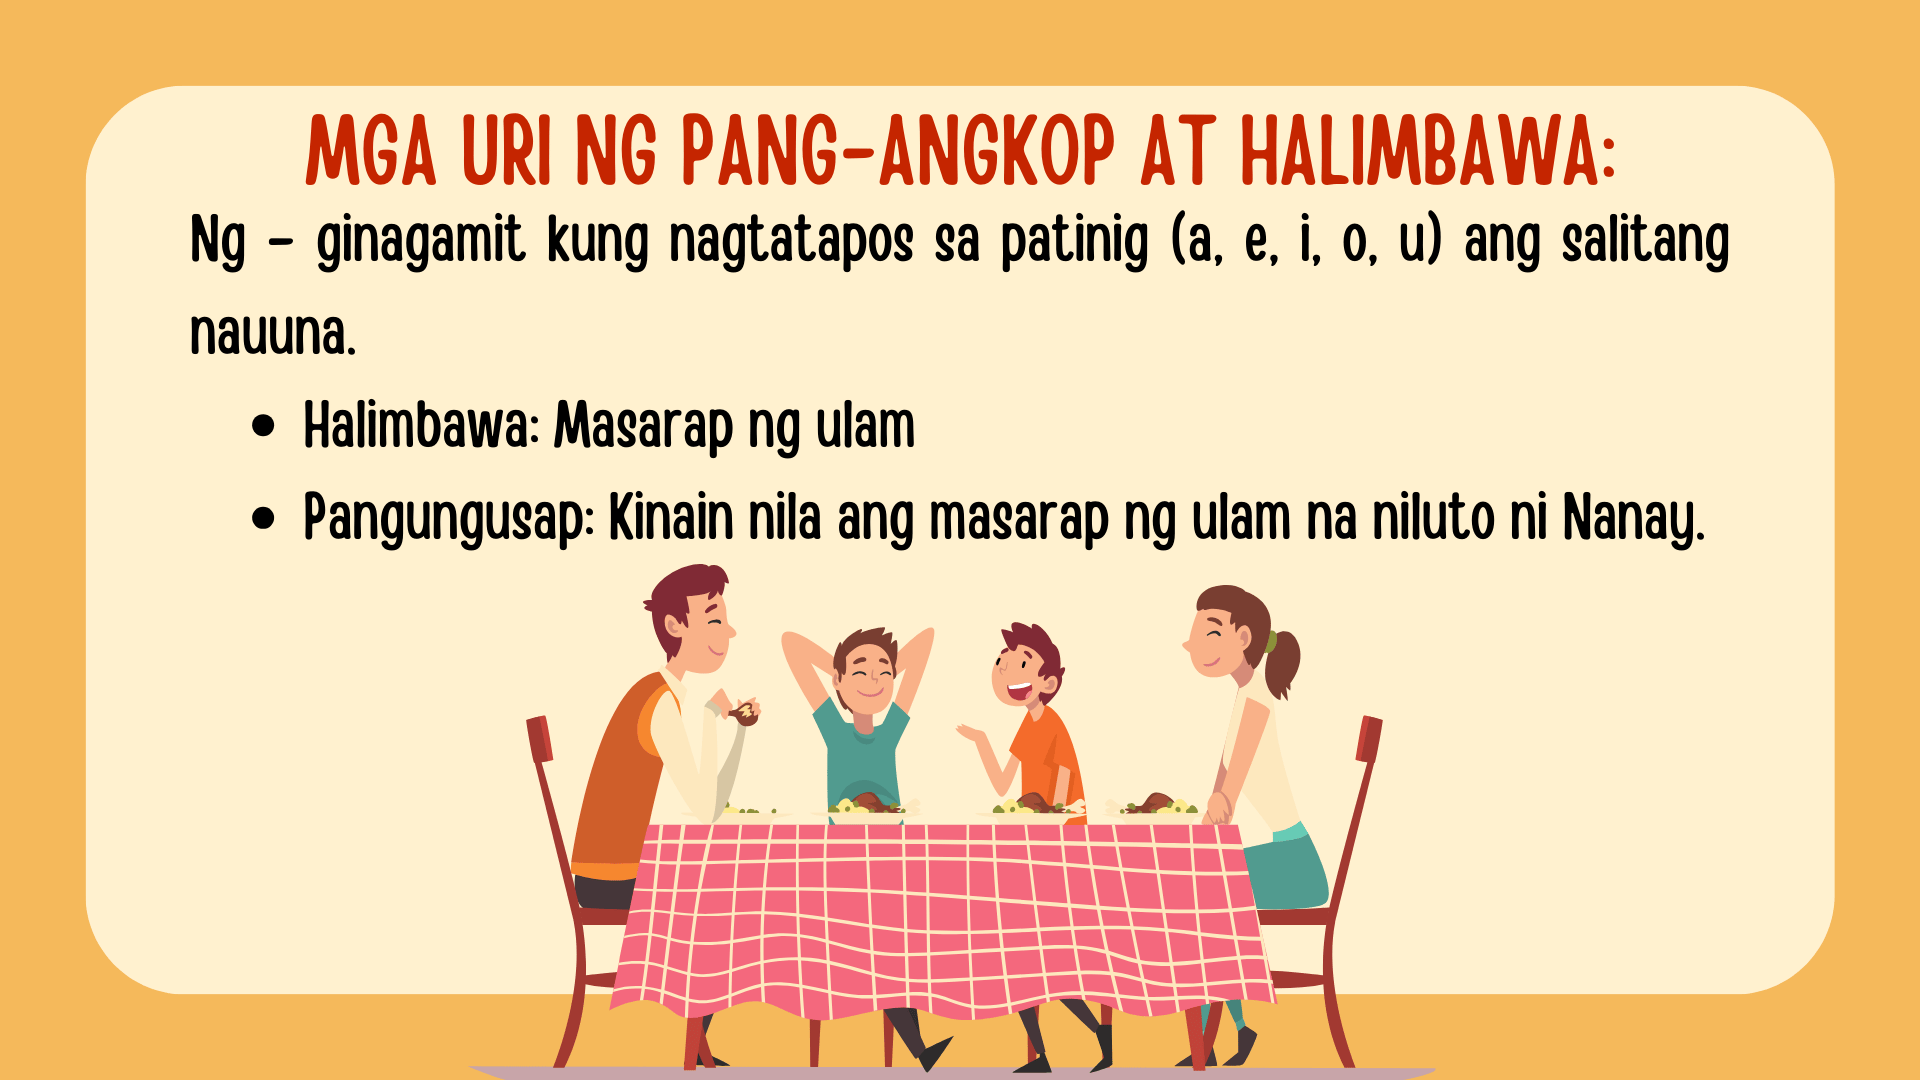 MGA URI NG PANG-ANGKOP AT HALIMBAWA:
Ng – ginagamit kung nagtatapos sa patinig (a, e, i, o, u) ang salitang
nauuna.
• Halimbawa: Masarap ng ulam
• Pangungusap: Kinain nila ang masarap ng ulam na niluto ni Nanay.